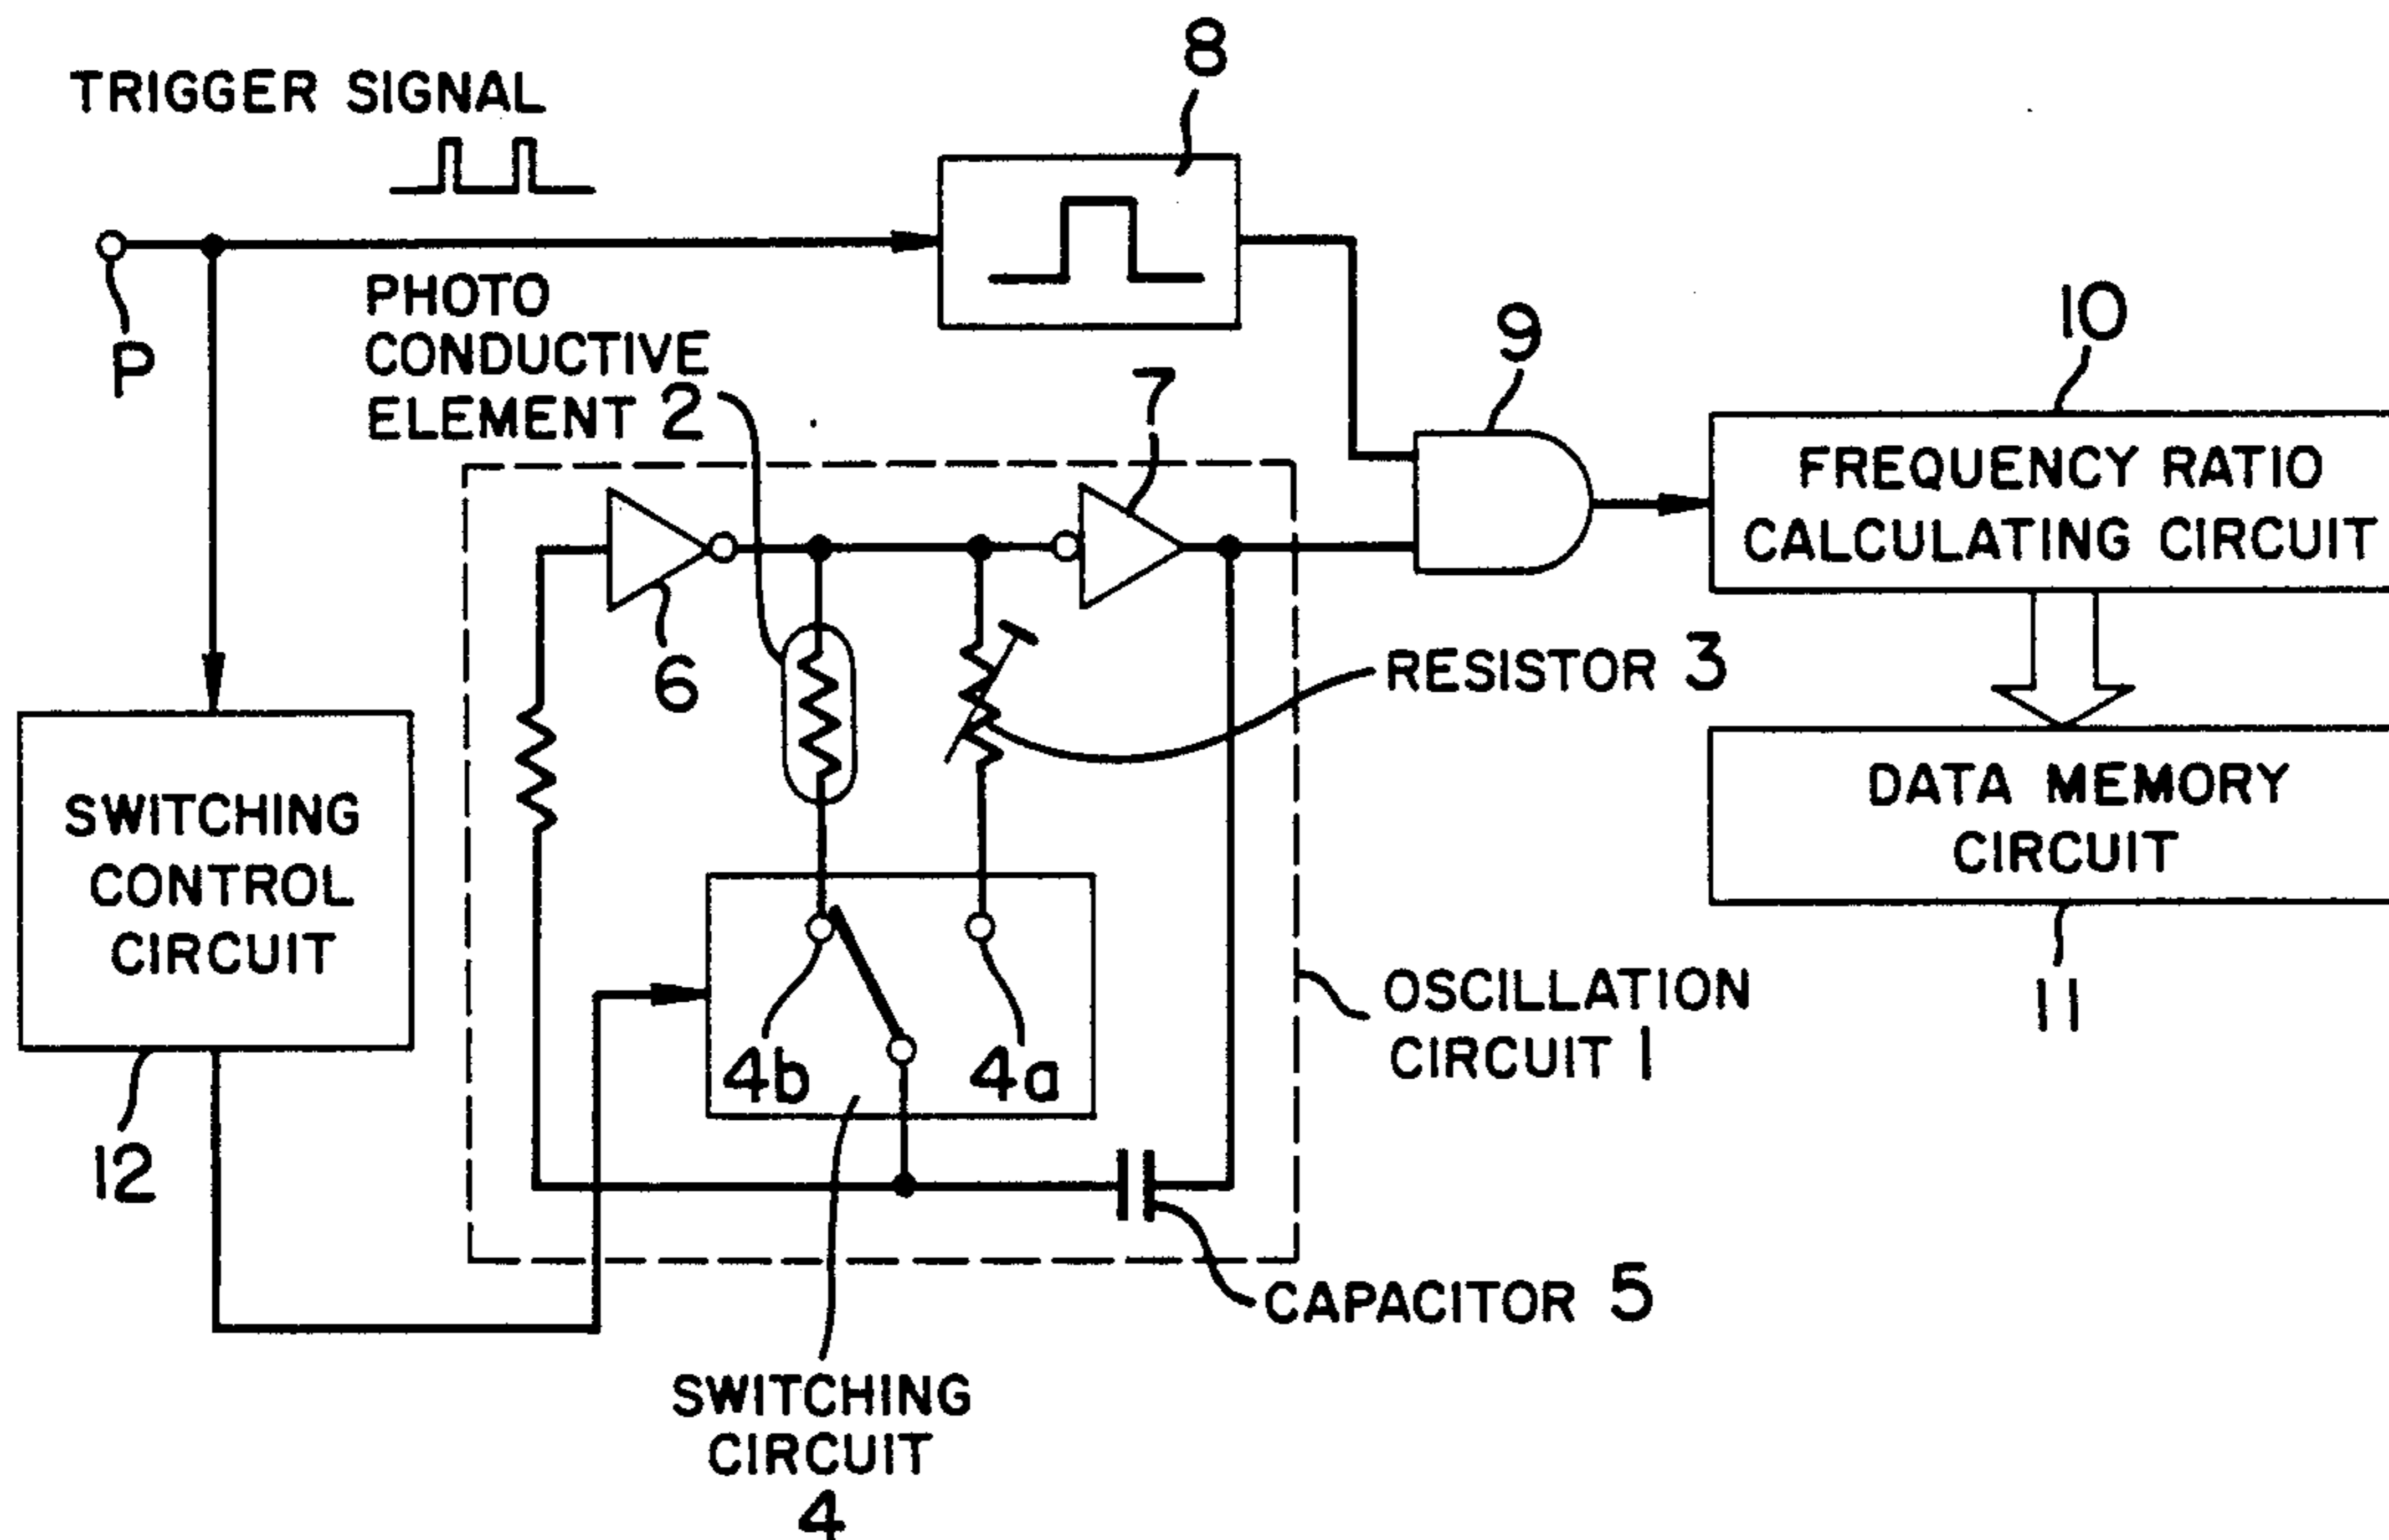 TRIGGER SIGNAL
8
P
PHOTO
CONDUCTIVE
ELEMENT 2
7
9
10
FREQUENCY RATIO
CALCULATING CIRCUIT
6
RESISTOR 3
SWITCHING
CONTROL
CIRCUIT
DATA MEMORY
CIRCUIT
4b
4a
OSCILLATION
CIRCUIT 1
11
12
CAPACITOR 5
SWITCHING
CIRCUIT
4